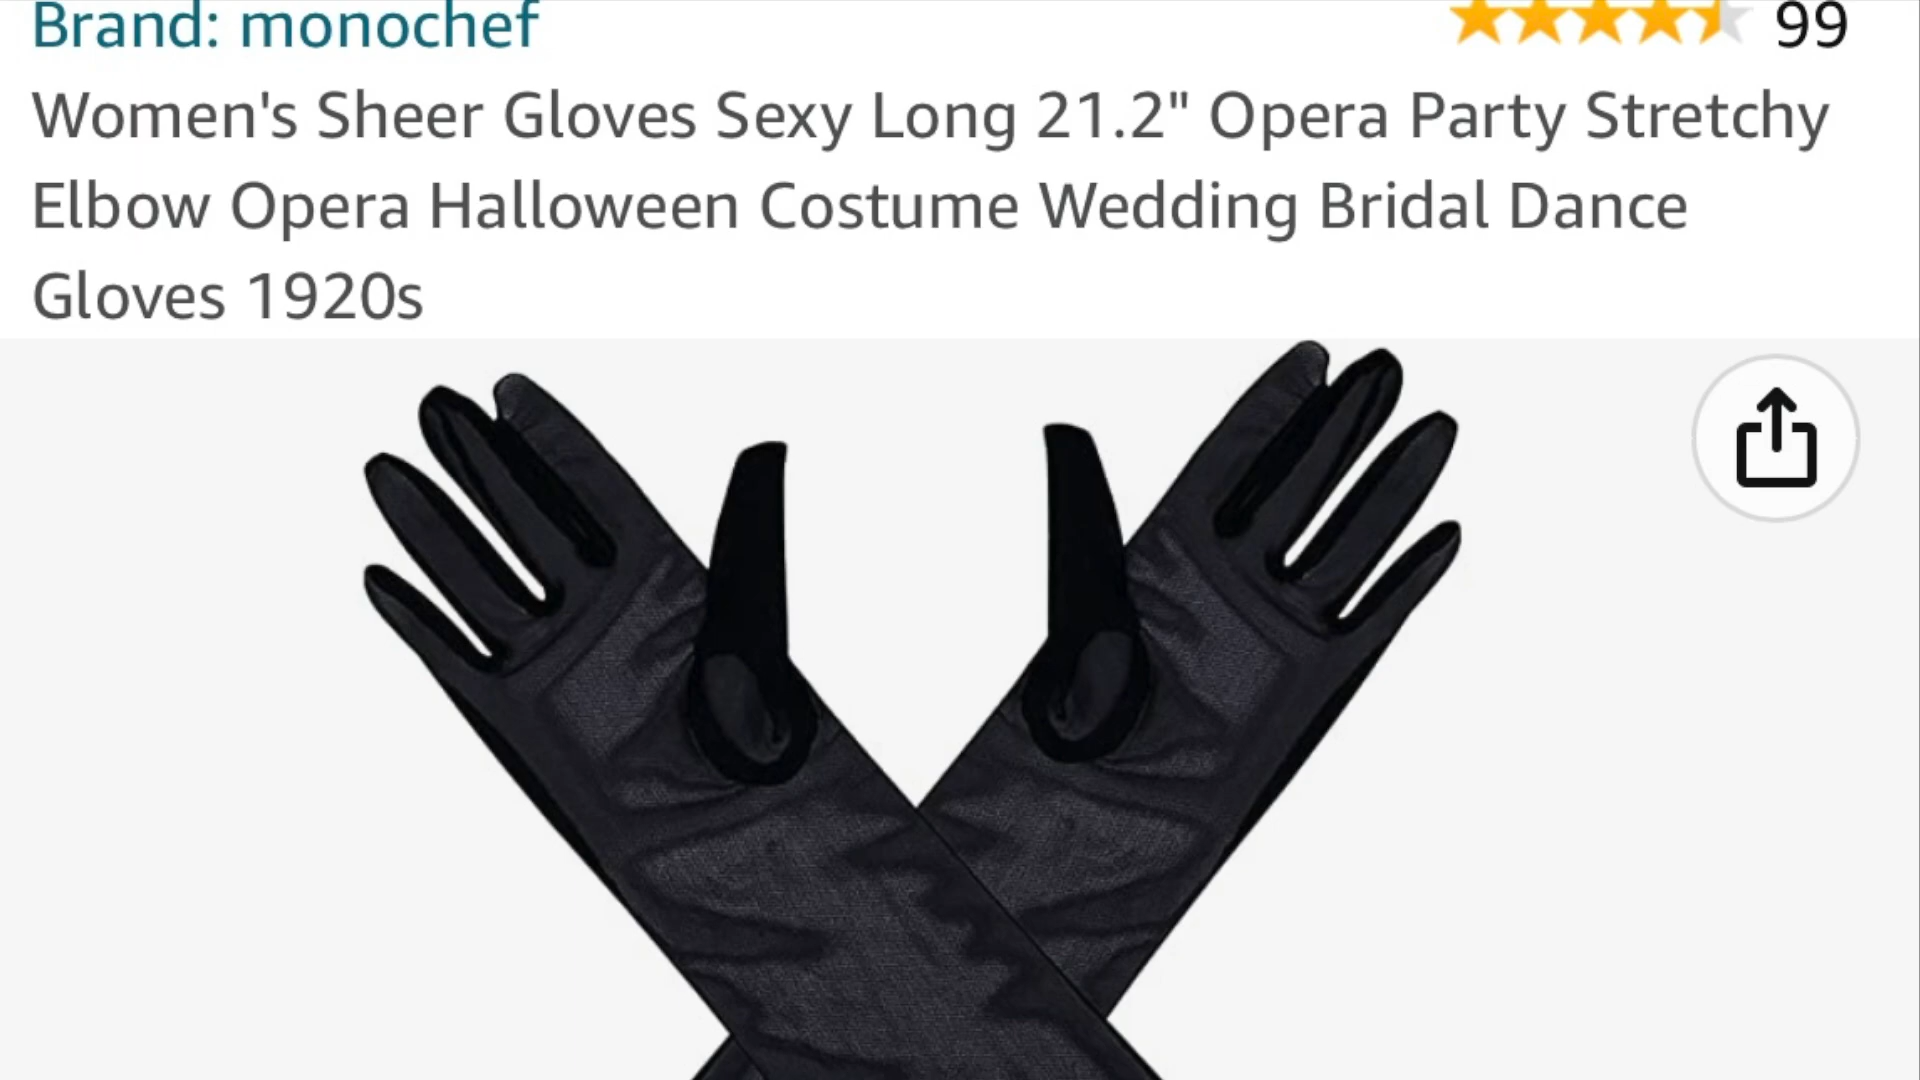 Brand: monochef
99
Women's Sheer Gloves Sexy Long 21.2" Opera Party Stretchy
Elbow Opera Halloween Costume Wedding Bridal Dance
Gloves 1920s